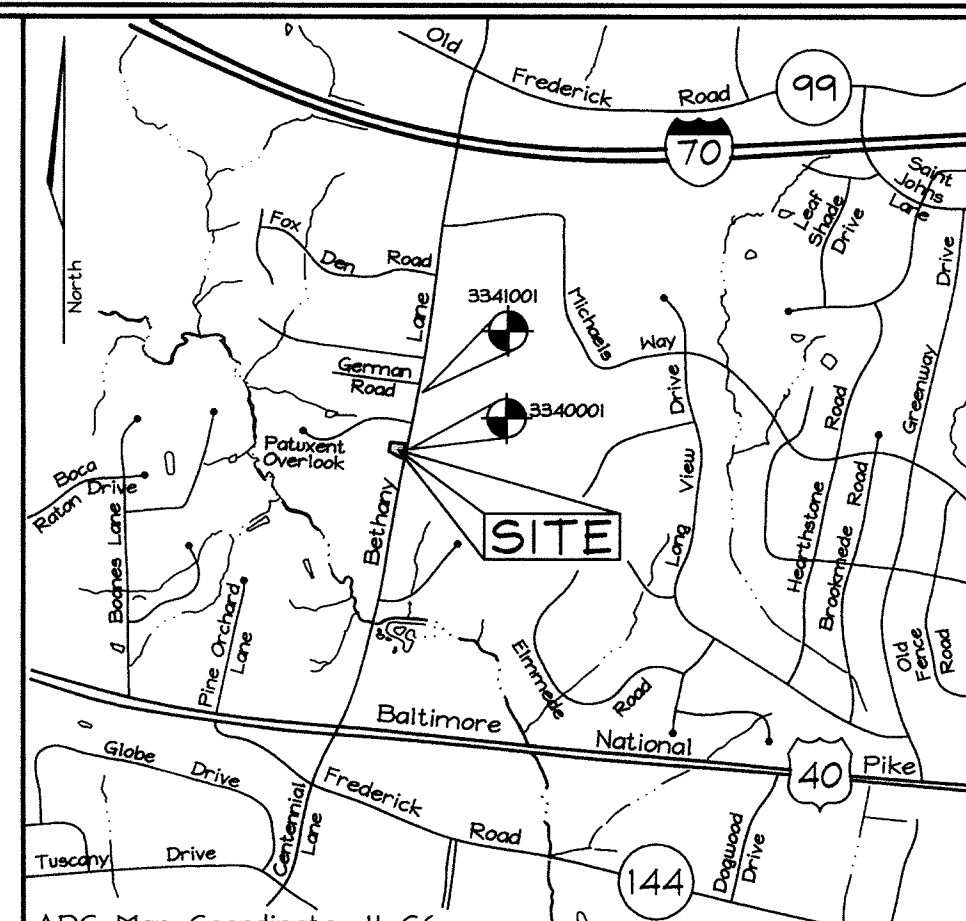 Old
Frederick
Road
99
70
Saint
Johns
Lane
Leaf
Shade
Drive
Drive
North
Fox
Den
Road
Lane
3341001
Michaels
Way
German
Road
3340001
Drive
Road
Greenway
Patuxent
Overlook
Boca
Raton
Drive
Boones Lane
Bethany
SITE
View
Long
Hearthstone
Brookmede
Road
Pine Orchard
Lane
Elmmede
Road
Old
Fence
Road
Baltimore
National
40
Pike
Globe
Drive
Frederick
Road
Centennial
Lane
Tuscany
Drive
144
Dogwood
Drive